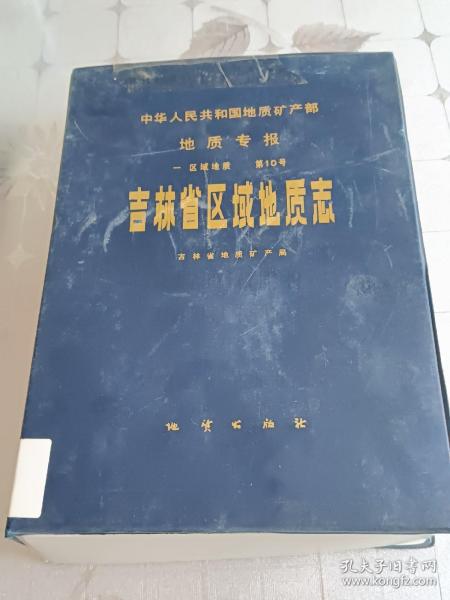 中华人民共和国地质矿产部
地质专报
一 区域地质 第10号
吉林省区域地质志
吉林省地质矿产局
地质出版社
孔夫子旧书网
www.kongfz.com